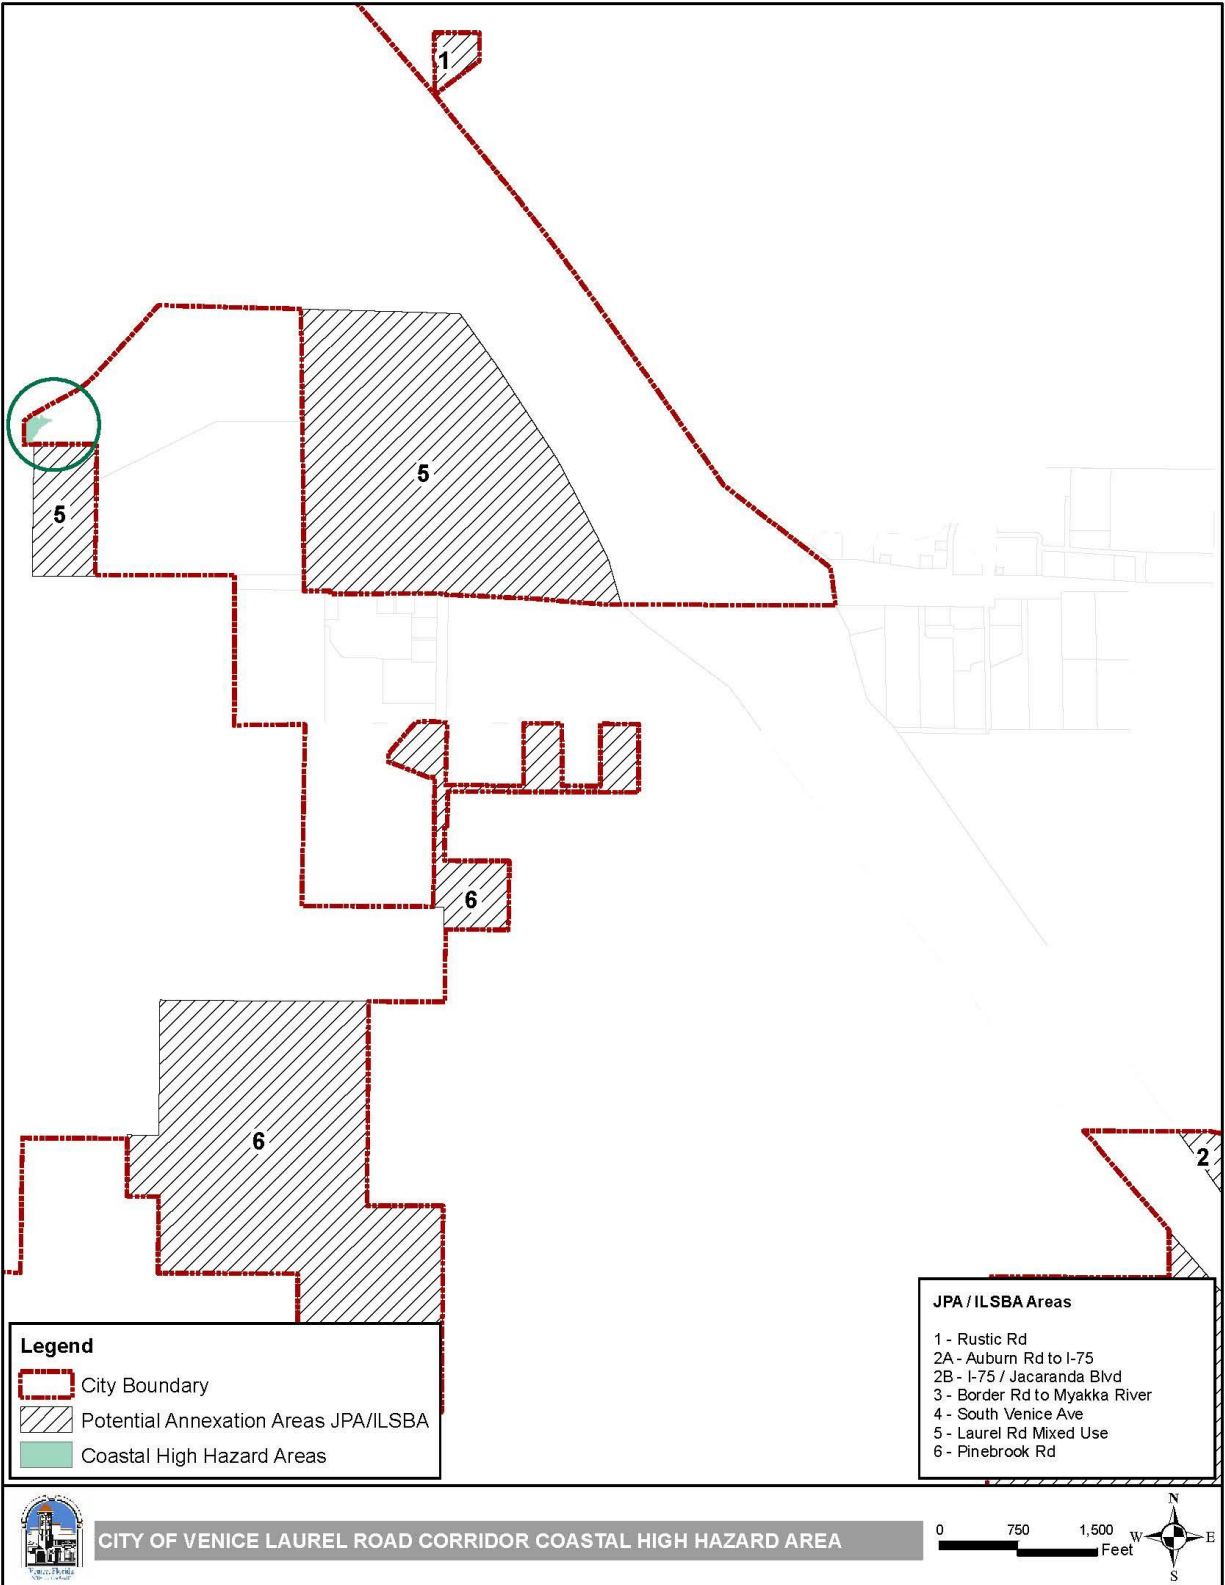 1
5
5
6
6
2
JPA / ILSBA Areas
1 - Rustic Rd
2A - Auburn Rd to I-75
2B - I-75 / Jacaranda Blvd
3 - Border Rd to Myakka River
4 - South Venice Ave
5 - Laurel Rd Mixed Use
6 - Pinebrook Rd
Legend
City Boundary
Potential Annexation Areas JPA/ILSBA
Coastal High Hazard Areas
CITY OF VENICE LAUREL ROAD CORRIDOR COASTAL HIGH HAZARD AREA
0 750 1,500
Feet
N
W E
S
Venice, Florida